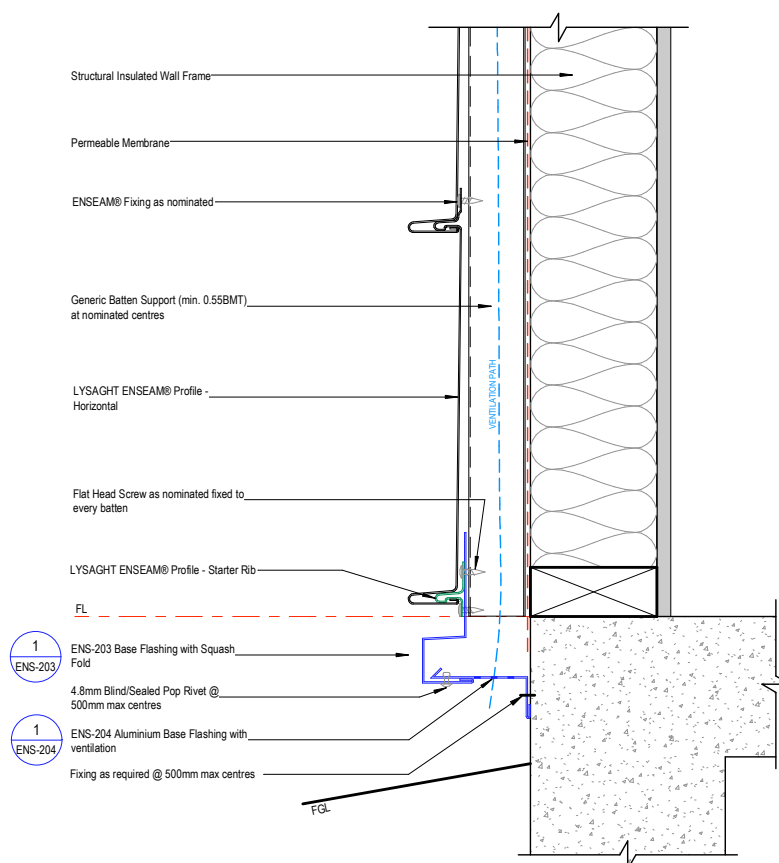 Structural Insulated Wall Frame
Permeable Membrane
ENSEAM® Fixing as nominated
Generic Batten Support (min. 0.55BMT)
at nominated centres
VENTILATION PATH
LYSAGHT ENSEAM® Profile -
Horizontal
Flat Head Screw as nominated fixed to
every batten
LYSAGHT ENSEAM® Profile - Starter Rib
FL
1
ENS-203
ENS-203 Base Flashing with Squash
Fold
4.8mm Blind/Sealed Pop Rivet @
500mm max centres
1
ENS-204
ENS-204 Aluminium Base Flashing with
ventilation
Fixing as required @ 500mm max centres
FGL